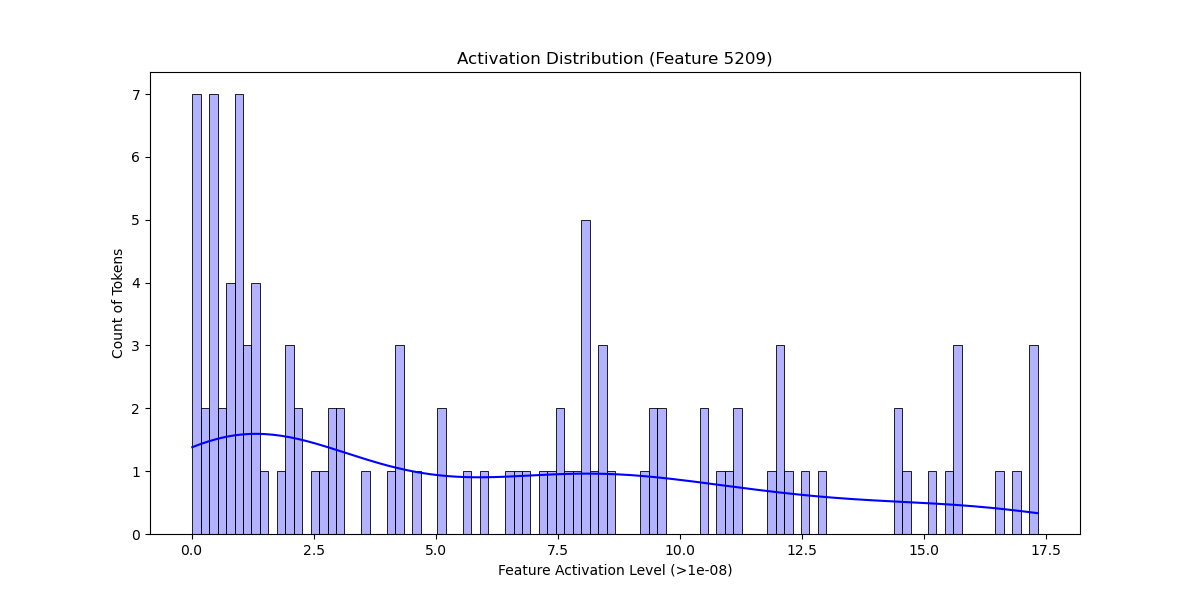 Activation Distribution (Feature 5209)
7
6
5
4
3
2
1
0
Count of Tokens
0.0 2.5 5.0 7.5 10.0 12.5 15.0 17.5
Feature Activation Level (>1e-08)